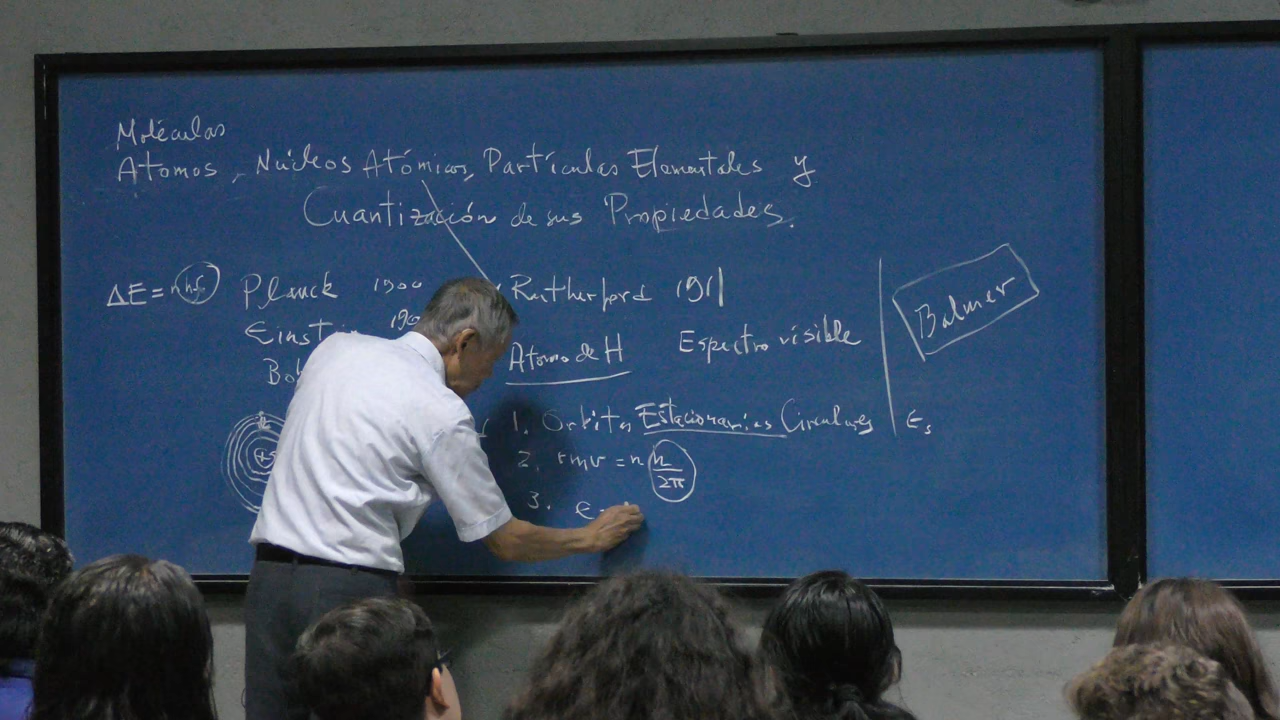 Moléculas
Atomos, Núcleos Atómicos, Partículas Elementales y
Cuantización de sus Propiedades.
ΔE = nhf Planck 1900 Rutherford 1911
Balmer
Atomo de H Espectro visible
1. Orbitas Estacionarias Circulares
2. rmv = n h/2π
3.